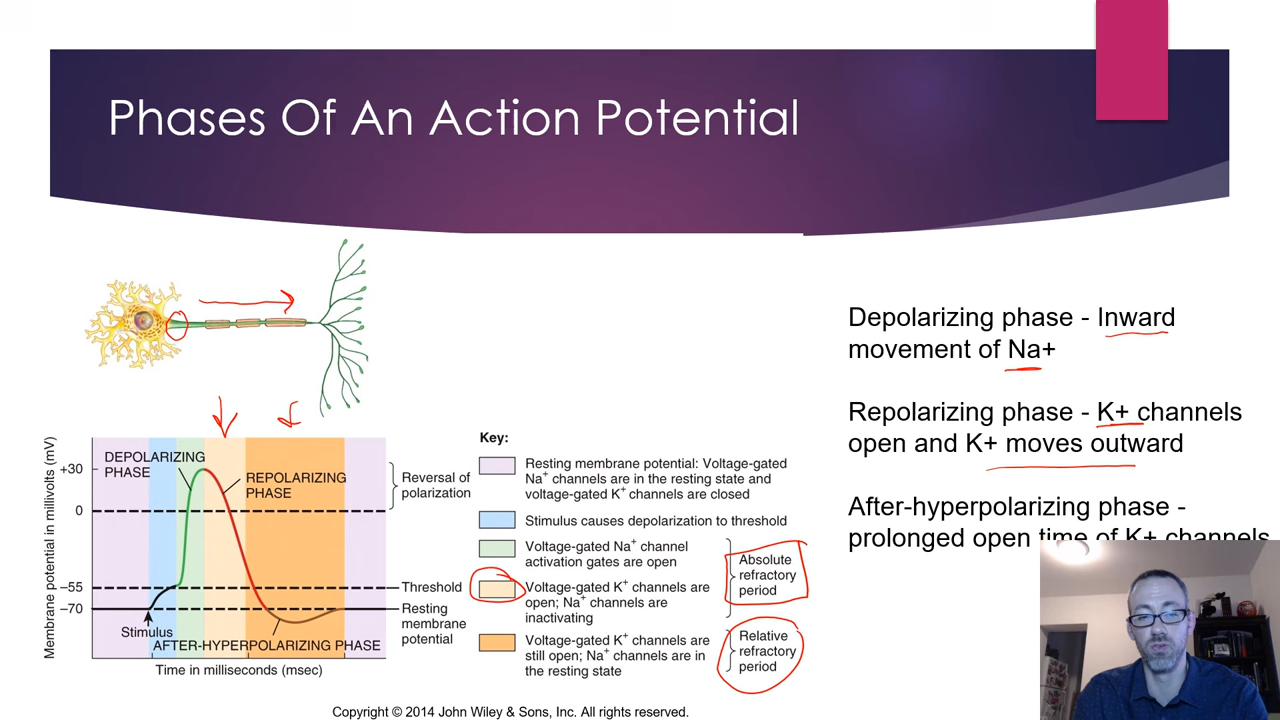 Phases Of An Action Potential
Depolarizing phase - Inward
movement of Na+
Repolarizing phase - K+ channels
open and K+ moves outward
After-hyperpolarizing phase -
prolonged open time of K+ channels
Membrane potential in millivolts (mV)
+30
0
–55
–70
DEPOLARIZING
PHASE
REPOLARIZING
PHASE
Reversal of
polarization
Threshold
Resting
membrane
potential
Stimulus
AFTER-HYPERPOLARIZING PHASE
Time in milliseconds (msec)
Key:
Resting membrane potential: Voltage-gated
Na+ channels are in the resting state and
voltage-gated K+ channels are closed
Stimulus causes depolarization to threshold
Voltage-gated Na+ channel
activation gates are open
Voltage-gated K+ channels are
open; Na+ channels are
inactivating
Absolute
refractory
period
Voltage-gated K+ channels are
still open; Na+ channels are in
the resting state
Relative
refractory
period
Copyright © 2014 John Wiley & Sons, Inc. All rights reserved.